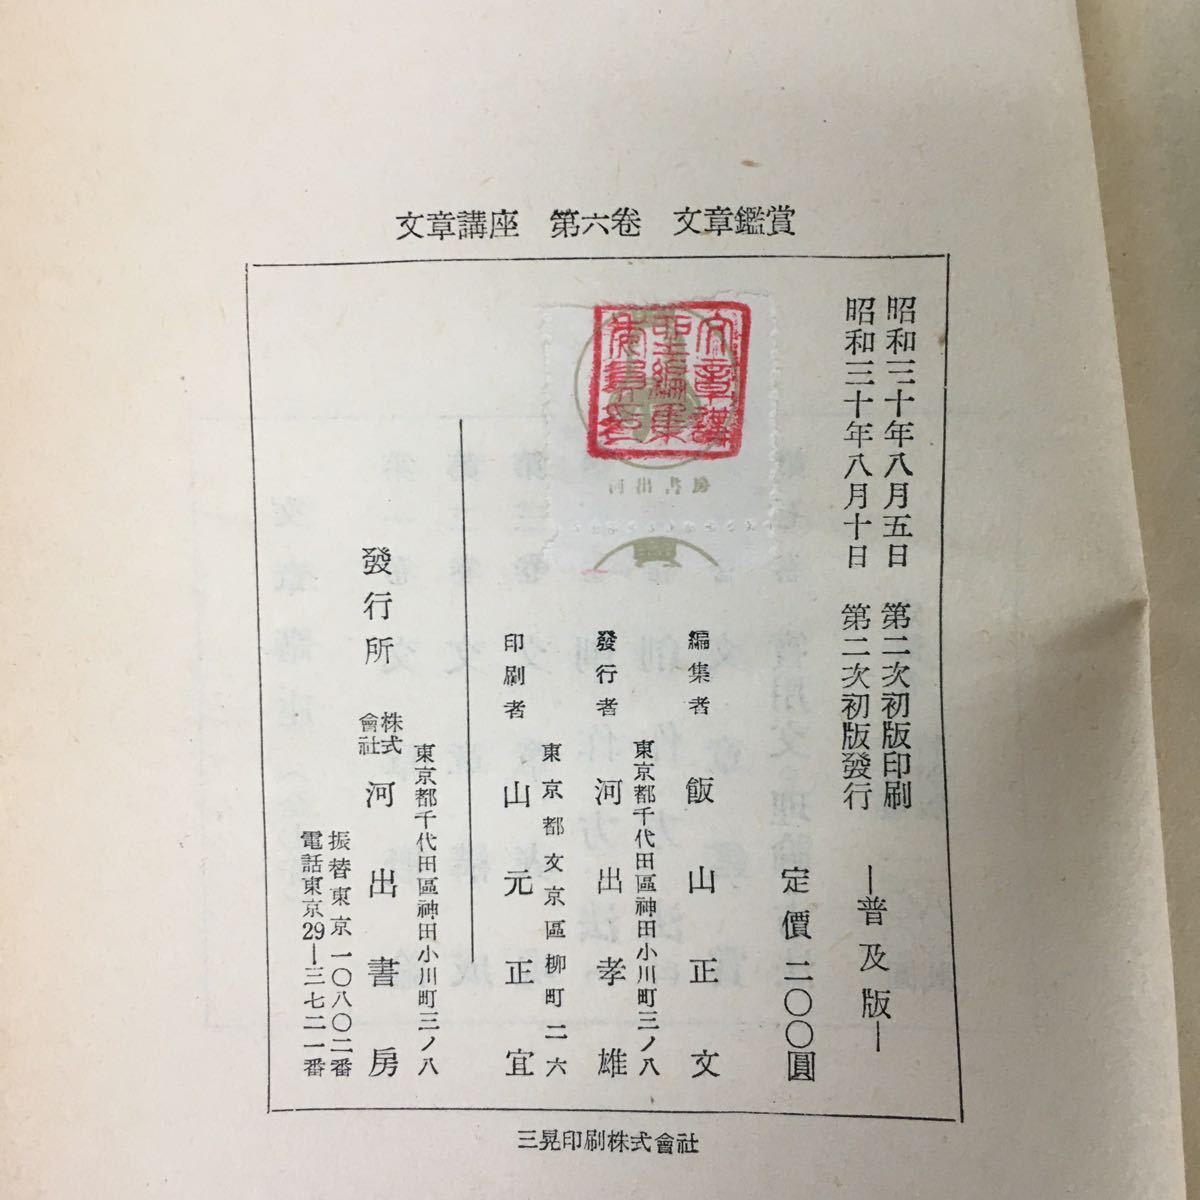 文章講座　第六卷　文章鑑賞
昭和三十年八月五日　第二次初版印刷
昭和三十年八月十日　第二次初版發行
―普及版―
定價二〇〇圓
編集者　飯山正文
東京都千代田區神田小川町三ノ八
發行者　河出孝雄
東京都文京區柳町二六
印刷者　山元正宜
東京都千代田區神田小川町三ノ八
發行所　株式會社　河出書房
振替東京一〇八〇二番
電話東京29―三七二一番
河出書房
三晃印刷株式會社